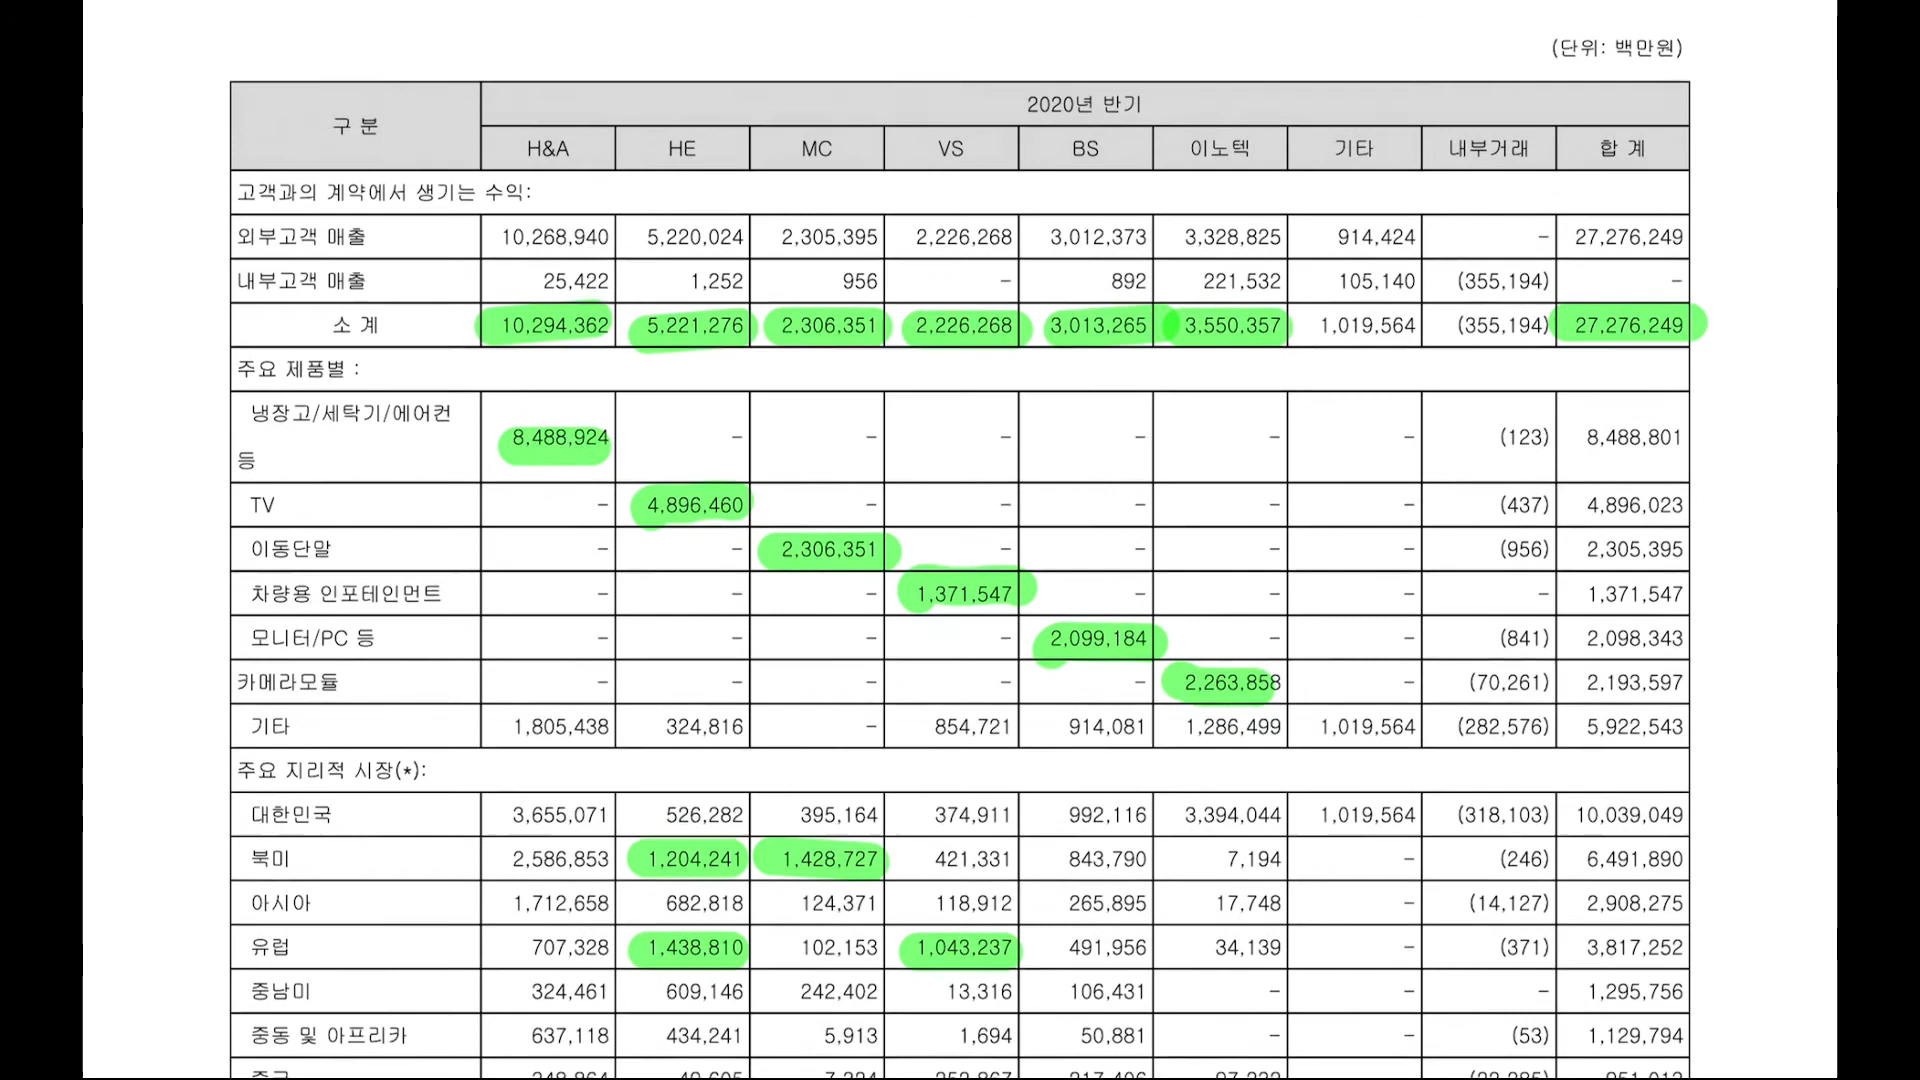 (단위: 백만원)
구 분 2020년 반기
H&A HE MC VS BS 이노텍 기타 내부거래 합 계
고객과의 계약에서 생기는 수익:
외부고객 매출 10,268,940 5,220,024 2,305,395 2,226,268 3,012,373 3,328,825 914,424 – 27,276,249
내부고객 매출 25,422 1,252 956 – 892 221,532 105,140 (355,194) –
소 계 10,294,362 5,221,276 2,306,351 2,226,268 3,013,265 3,550,357 1,019,564 (355,194) 27,276,249
주요 제품별 :
냉장고/세탁기/에어컨
등 8,488,924 – – – – – – (123) 8,488,801
TV – 4,896,460 – – – – – (437) 4,896,023
이동단말 – – 2,306,351 – – – – (956) 2,305,395
차량용 인포테인먼트 – – – 1,371,547 – – – – 1,371,547
모니터/PC 등 – – – – 2,099,184 – – (841) 2,098,343
카메라모듈 – – – – – 2,263,858 – (70,261) 2,193,597
기타 1,805,438 324,816 – 854,721 914,081 1,286,499 1,019,564 (282,576) 5,922,543
주요 지리적 시장(*):
대한민국 3,655,071 526,282 395,164 374,911 992,116 3,394,044 1,019,564 (318,103) 10,039,049
북미 2,586,853 1,204,241 1,428,727 421,331 843,790 7,194 – (246) 6,491,890
아시아 1,712,658 682,818 124,371 118,912 265,895 17,748 – (14,127) 2,908,275
유럽 707,328 1,438,810 102,153 1,043,237 491,956 34,139 – (371) 3,817,252
중남미 324,461 609,146 242,402 13,316 106,431 – – – 1,295,756
중동 및 아프리카 637,118 434,241 5,913 1,694 50,881 – – (53) 1,129,794